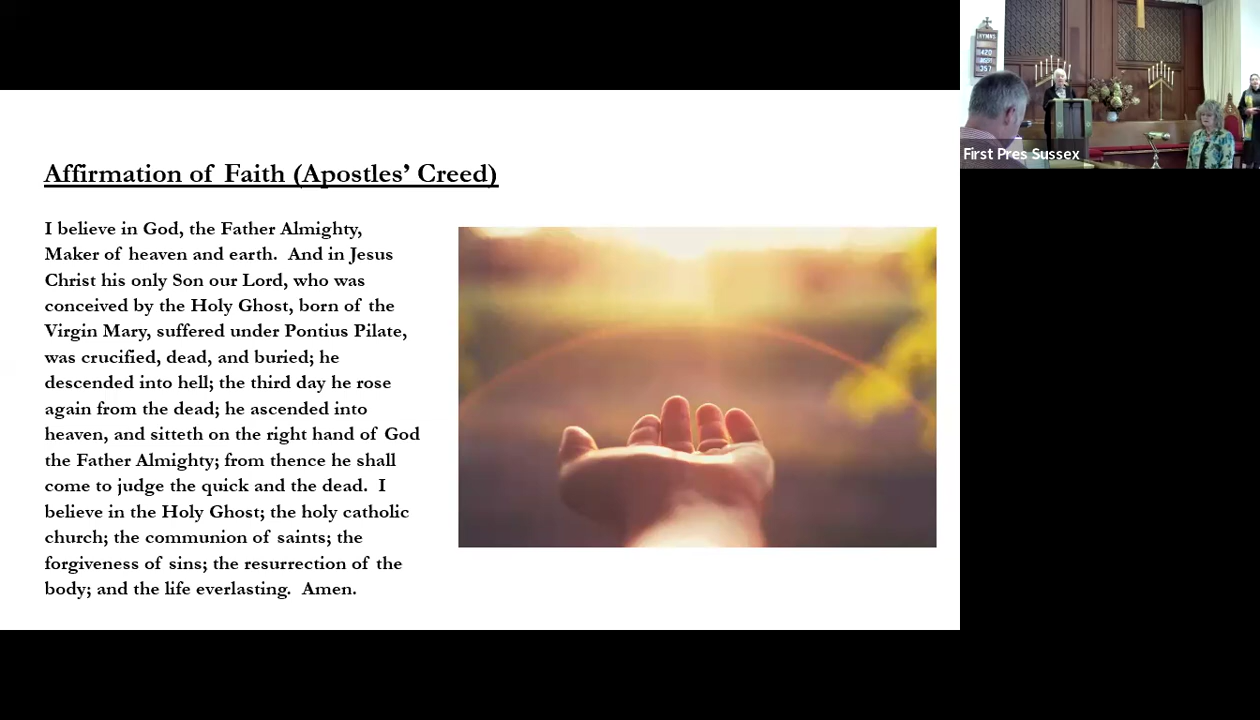 Affirmation of Faith (Apostles’ Creed)
I believe in God, the Father Almighty,
Maker of heaven and earth.  And in Jesus
Christ his only Son our Lord, who was
conceived by the Holy Ghost, born of the
Virgin Mary, suffered under Pontius Pilate,
was crucified, dead, and buried; he
descended into hell; the third day he rose
again from the dead; he ascended into
heaven, and sitteth on the right hand of God
the Father Almighty; from thence he shall
come to judge the quick and the dead.  I
believe in the Holy Ghost; the holy catholic
church; the communion of saints; the
forgiveness of sins; the resurrection of the
body; and the life everlasting.  Amen.
HYMNS
420
357
First Pres Sussex